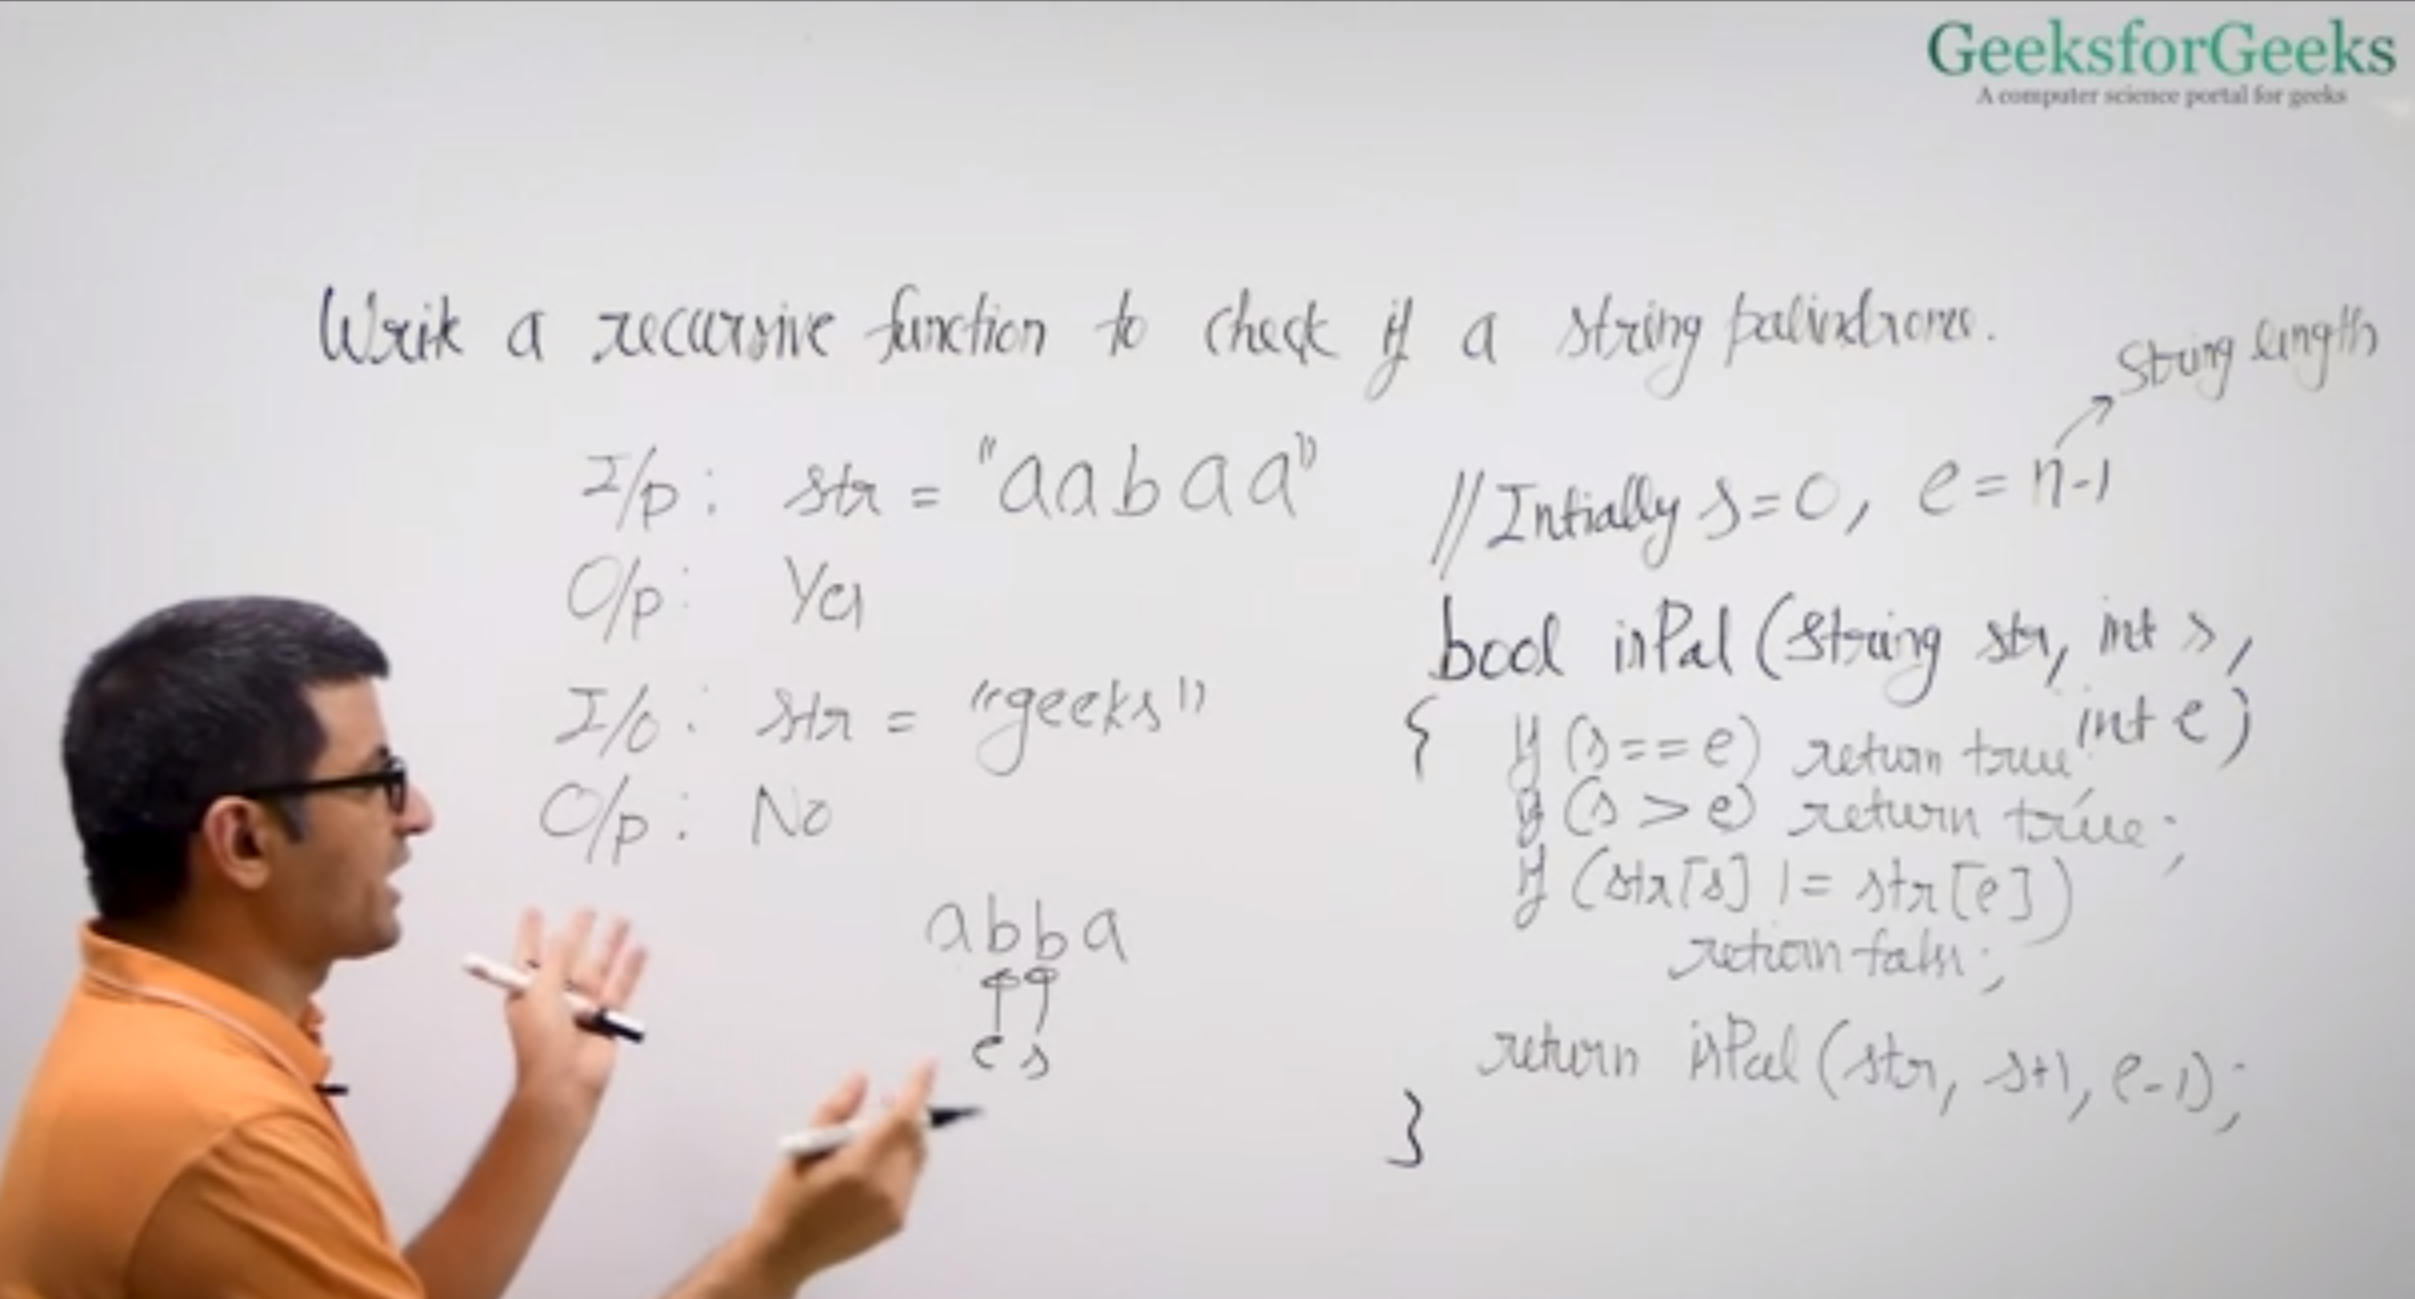 GeeksforGeeks
A computer science portal for geeks
Write a recursive function to check if a string palindrome.
I/p: str = "aabaa"
O/p: Yes
I/o: str = "geeks"
O/p: No
abba
e s
String length
//Intially s=0, e=n-1
bool isPal (String str, int s,
int e)
{ if (s==e) return true;
if (s > e) return true;
if (str[s] != str[e])
return false;
return isPal (str, s+1, e-1);
}